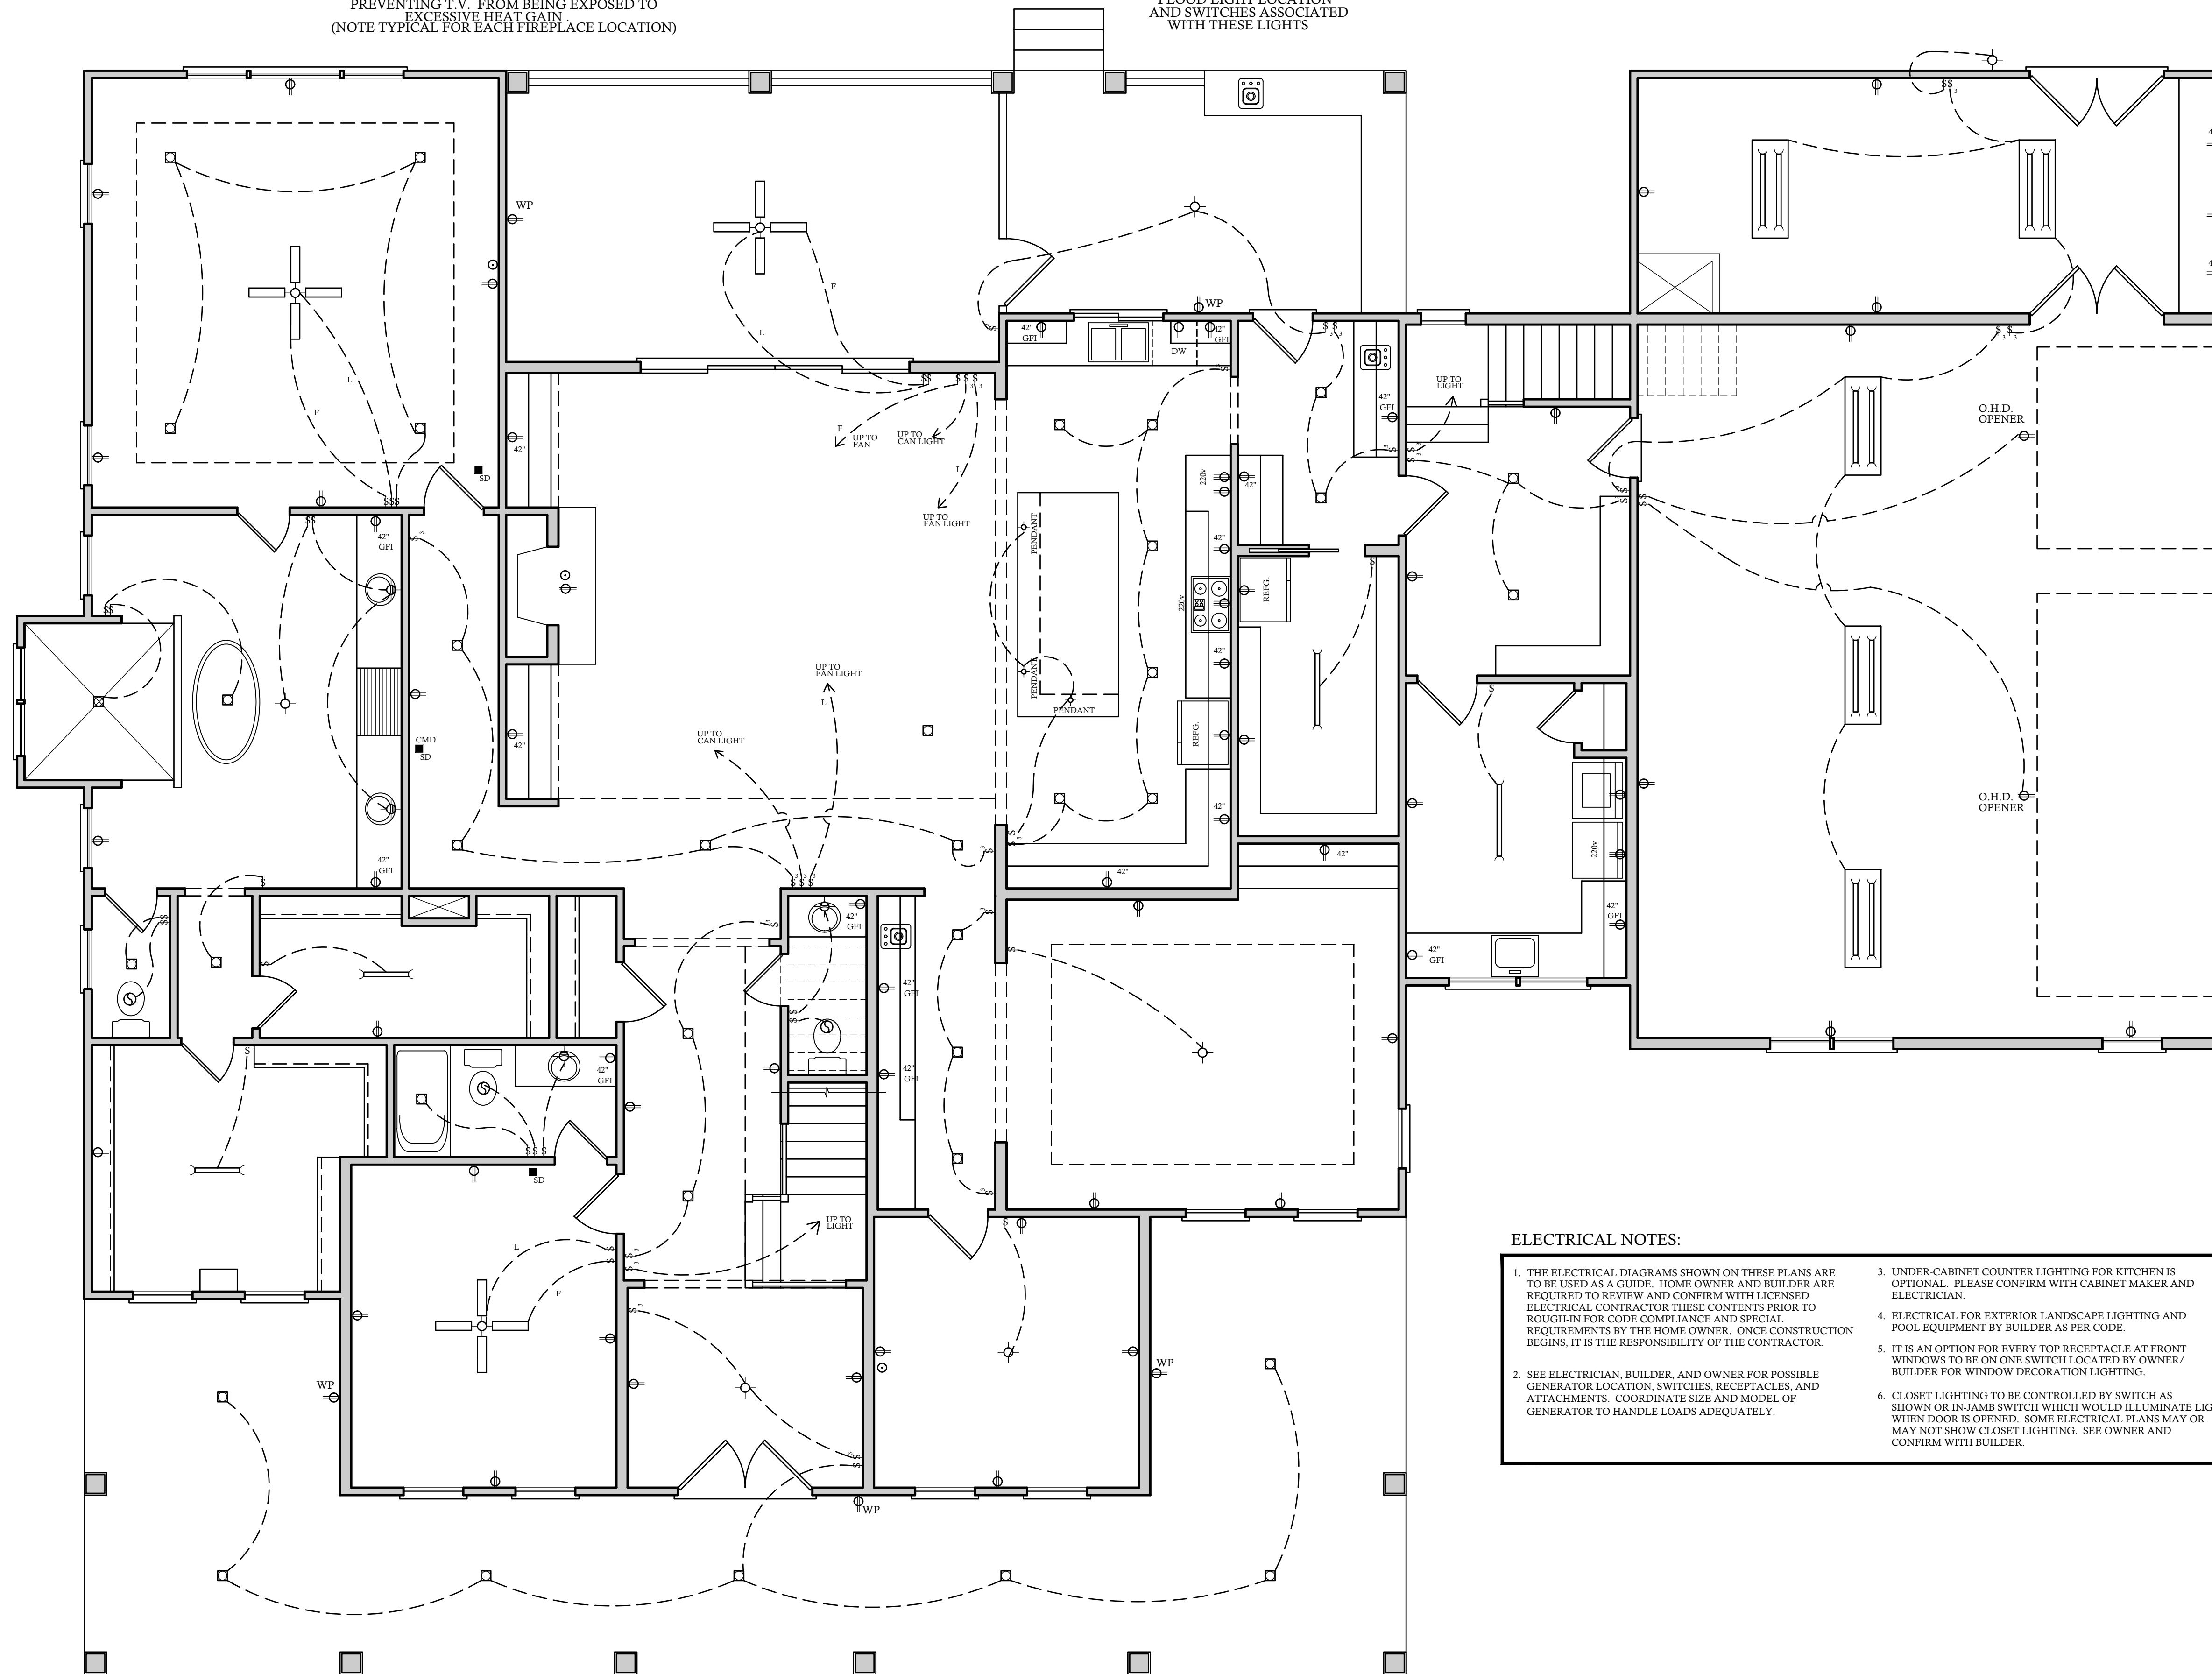 PREVENTING T.V. FROM BEING EXPOSED TO
EXCESSIVE HEAT GAIN .
(NOTE TYPICAL FOR EACH FIREPLACE LOCATION)
FLOOD LIGHT LOCATION
AND SWITCHES ASSOCIATED
WITH THESE LIGHTS
WP
L
F
L
F
SD
$$$
$$
42"
GFI
42"
GFI
$$
CMD
SD
WP
42"
GFI
42"
GFI
DW
F
UP TO
FAN
UP TO
CAN LIGHT
L
UP TO
FAN LIGHT
42"
42"
UP TO
FAN LIGHT
L
UP TO
CAN LIGHT
PENDANT
PENDANT
PENDANT
220v
42"
220v
42"
REFG.
42"
42"
42"
REFG.
42"
GFI
UP TO
LIGHT
42"
O.H.D.
OPENER
O.H.D.
OPENER
220v
42"
GFI
42"
GFI
42"
GFI
42"
GFI
42"
GFI
42"
GFI
$$$
SD
L
F
UP TO
LIGHT
WP
WP
WP
ELECTRICAL NOTES:
1. THE ELECTRICAL DIAGRAMS SHOWN ON THESE PLANS ARE
TO BE USED AS A GUIDE. HOME OWNER AND BUILDER ARE
REQUIRED TO REVIEW AND CONFIRM WITH LICENSED
ELECTRICAL CONTRACTOR THESE CONTENTS PRIOR TO
ROUGH-IN FOR CODE COMPLIANCE AND SPECIAL
REQUIREMENTS BY THE HOME OWNER. ONCE CONSTRUCTION
BEGINS, IT IS THE RESPONSIBILITY OF THE CONTRACTOR.
2. SEE ELECTRICIAN, BUILDER, AND OWNER FOR POSSIBLE
GENERATOR LOCATION, SWITCHES, RECEPTACLES, AND
ATTACHMENTS. COORDINATE SIZE AND MODEL OF
GENERATOR TO HANDLE LOADS ADEQUATELY.
3. UNDER-CABINET COUNTER LIGHTING FOR KITCHEN IS
OPTIONAL. PLEASE CONFIRM WITH CABINET MAKER AND
ELECTRICIAN.
4. ELECTRICAL FOR EXTERIOR LANDSCAPE LIGHTING AND
POOL EQUIPMENT BY BUILDER AS PER CODE.
5. IT IS AN OPTION FOR EVERY TOP RECEPTACLE AT FRONT
WINDOWS TO BE ON ONE SWITCH LOCATED BY OWNER/
BUILDER FOR WINDOW DECORATION LIGHTING.
6. CLOSET LIGHTING TO BE CONTROLLED BY SWITCH AS
SHOWN OR IN-JAMB SWITCH WHICH WOULD ILLUMINATE LIG
WHEN DOOR IS OPENED. SOME ELECTRICAL PLANS MAY OR
MAY NOT SHOW CLOSET LIGHTING. SEE OWNER AND
CONFIRM WITH BUILDER.